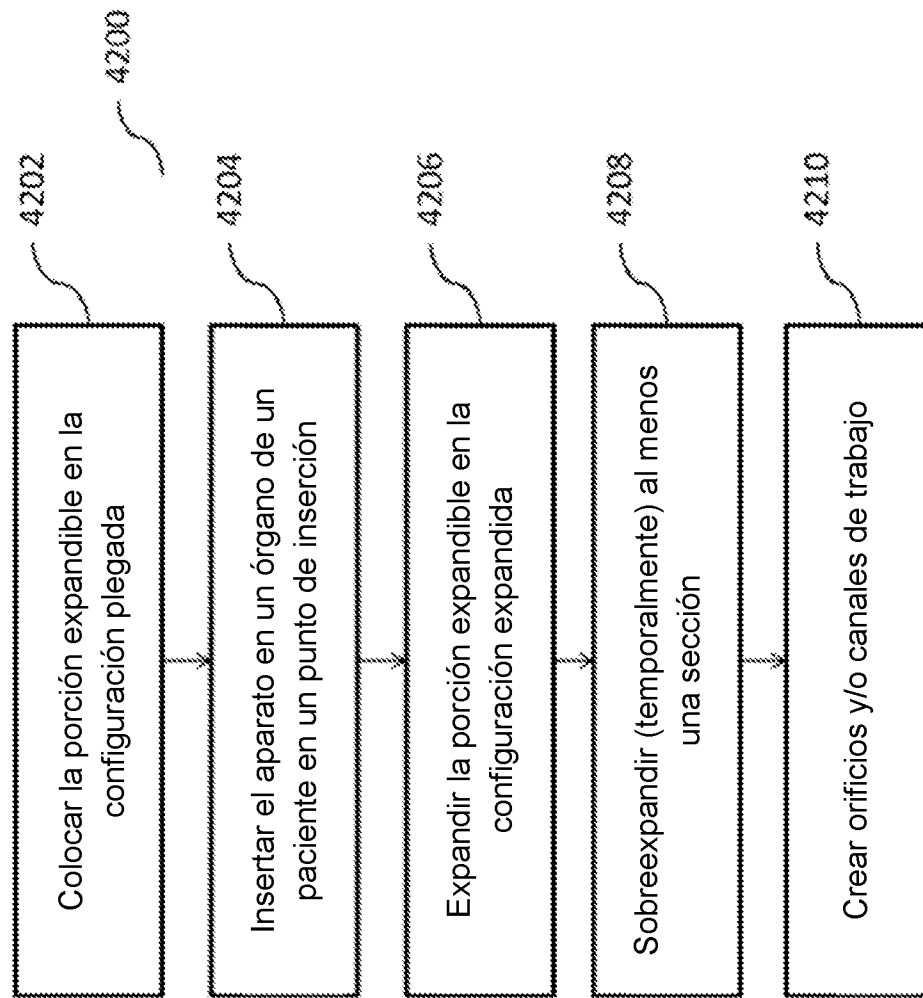 4200
4202
Colocar la porción expandible en la
configuración plegada
4204
Insertar el aparato en un órgano de un
paciente en un punto de inserción
4206
Expandir la porción expandible en la
configuración expandida
4208
Sobreexpandir (temporalmente) al menos
una sección
4210
Crear orificios y/o canales de trabajo